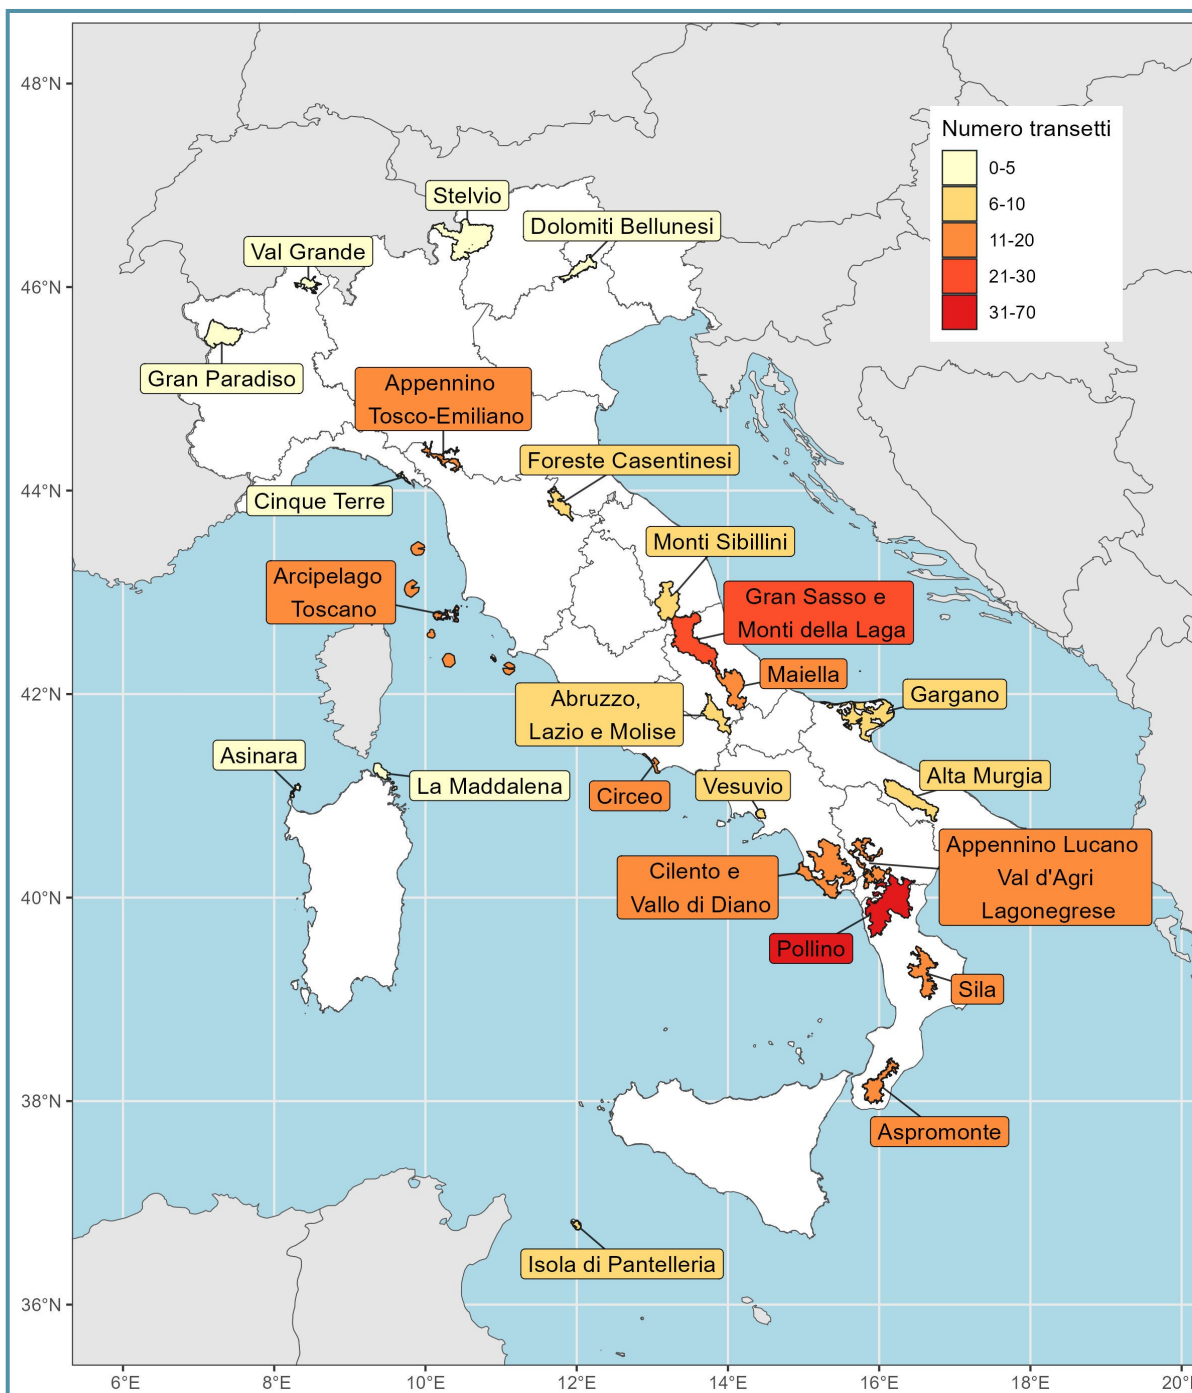 48°N
46°N
44°N
42°N
40°N
38°N
36°N
Numero transetti
0-5
6-10
11-20
21-30
31-70
Stelvio
Dolomiti Bellunesi
Val Grande
Gran Paradiso
Appennino
Tosco-Emiliano
Foreste Casentinesi
Cinque Terre
Monti Sibillini
Arcipelago
Toscano
Gran Sasso e
Monti della Laga
Maiella
Abruzzo,
Lazio e Molise
Gargano
Asinara
La Maddalena
Circeo
Vesuvio
Alta Murgia
Cilento e
Vallo di Diano
Appennino Lucano
Val d'Agri
Lagonegrese
Pollino
Sila
Aspromonte
Isola di Pantelleria
6°E
8°E
10°E
12°E
14°E
16°E
18°E